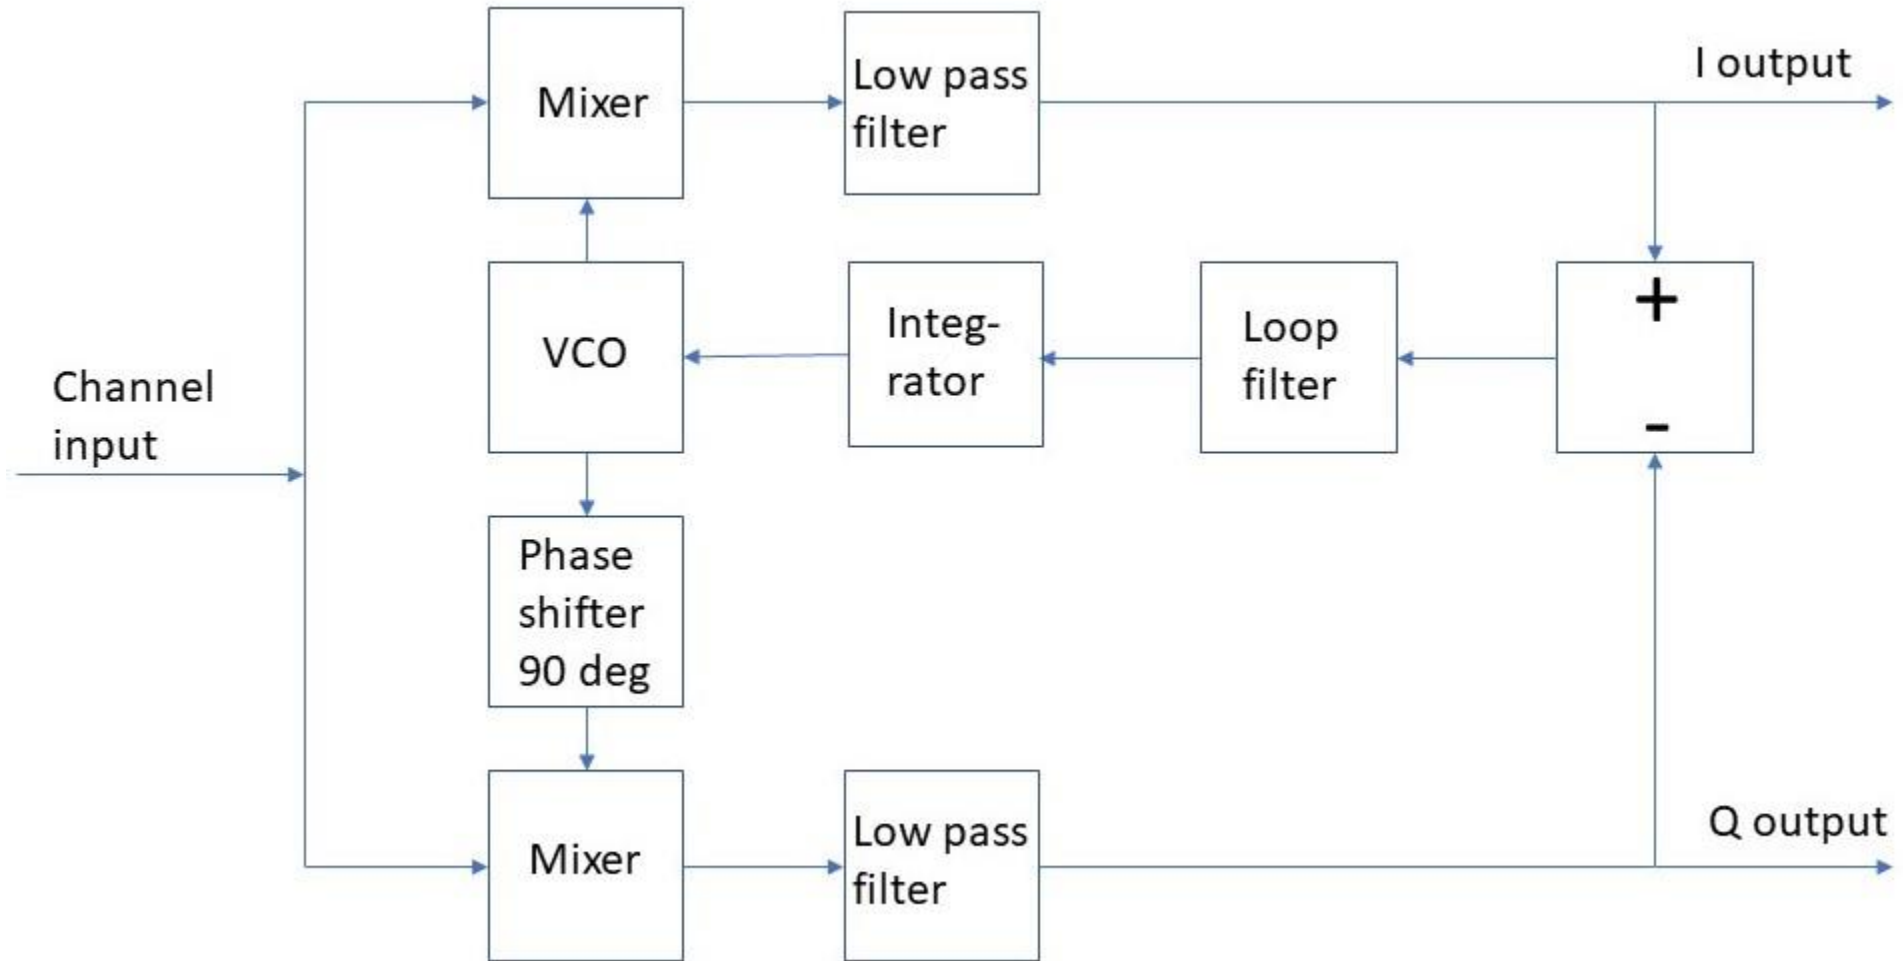 Mixer
Low pass
filter
I output
Channel
input
VCO
Integ-
rator
Loop
filter
+
-
Phase
shifter
90 deg
Mixer
Low pass
filter
Q output